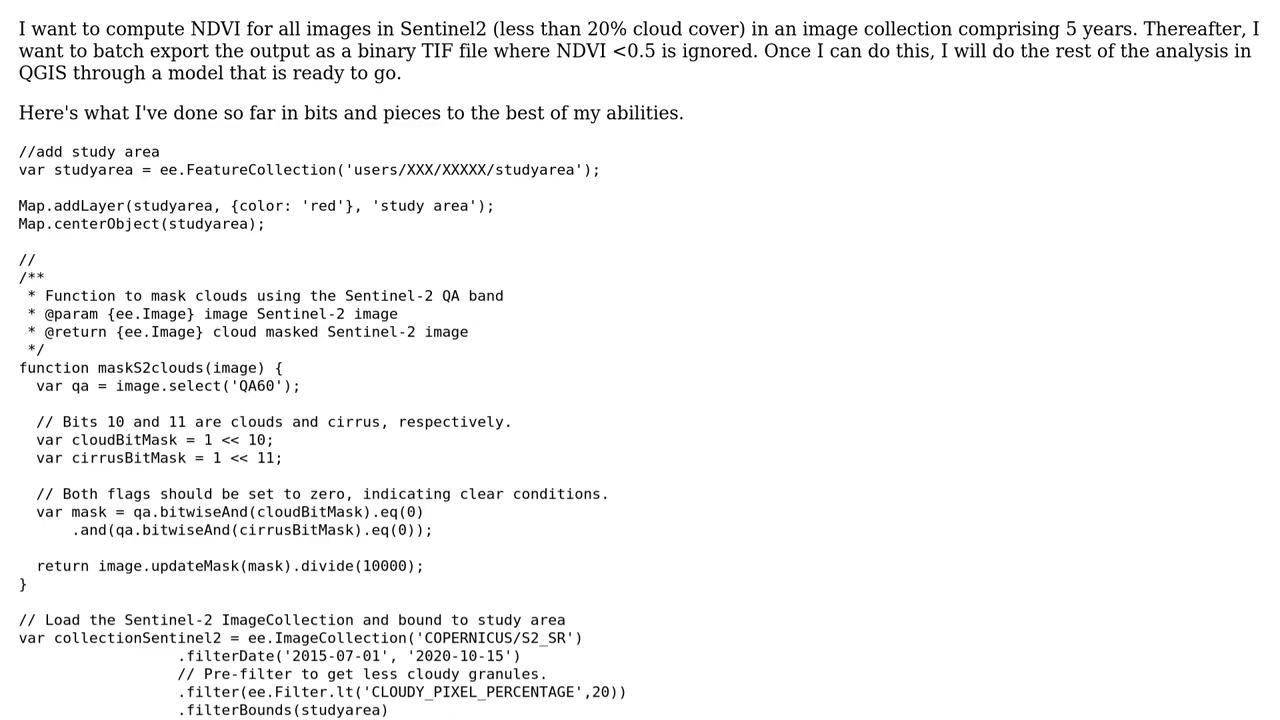 I want to compute NDVI for all images in Sentinel2 (less than 20% cloud cover) in an image collection comprising 5 years. Thereafter, I
want to batch export the output as a binary TIF file where NDVI <0.5 is ignored. Once I can do this, I will do the rest of the analysis in
QGIS through a model that is ready to go.

Here's what I've done so far in bits and pieces to the best of my abilities.

//add study area
var studyarea = ee.FeatureCollection('users/XXX/XXXXX/studyarea');

Map.addLayer(studyarea, {color: 'red'}, 'study area');
Map.centerObject(studyarea);

//
/**
 * Function to mask clouds using the Sentinel-2 QA band
 * @param {ee.Image} image Sentinel-2 image
 * @return {ee.Image} cloud masked Sentinel-2 image
 */
function maskS2clouds(image) {
  var qa = image.select('QA60');

  // Bits 10 and 11 are clouds and cirrus, respectively.
  var cloudBitMask = 1 << 10;
  var cirrusBitMask = 1 << 11;

  // Both flags should be set to zero, indicating clear conditions.
  var mask = qa.bitwiseAnd(cloudBitMask).eq(0)
      .and(qa.bitwiseAnd(cirrusBitMask).eq(0));

  return image.updateMask(mask).divide(10000);
}

// Load the Sentinel-2 ImageCollection and bound to study area
var collectionSentinel2 = ee.ImageCollection('COPERNICUS/S2_SR')
                  .filterDate('2015-07-01', '2020-10-15')
                  // Pre-filter to get less cloudy granules.
                  .filter(ee.Filter.lt('CLOUDY_PIXEL_PERCENTAGE',20))
                  .filterBounds(studyarea)